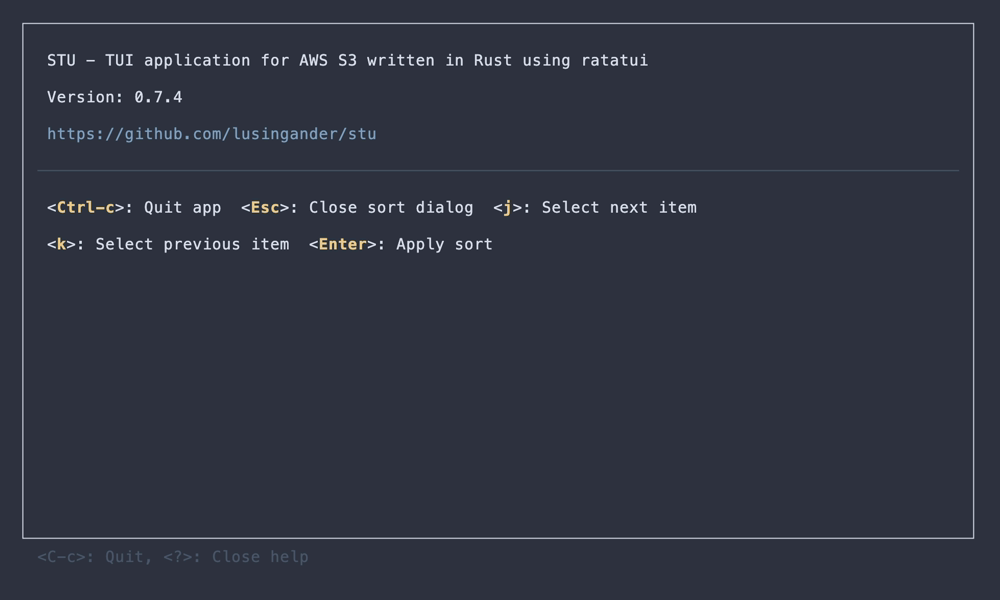 STU – TUI application for AWS S3 written in Rust using ratatui
Version: 0.7.4
https://github.com/lusingander/stu
<Ctrl-c>: Quit app  <Esc>: Close sort dialog  <j>: Select next item
<k>: Select previous item  <Enter>: Apply sort
<C-c>: Quit, <?>: Close help